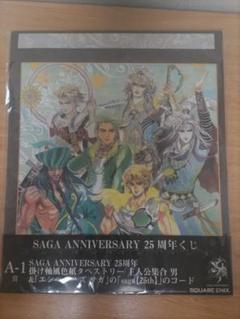 SAGA ANNIVERSARY 25周年くじ
A-1
賞
SAGA ANNIVERSARY 25周年
掛け軸風色紙タペストリー 主人公集合 男
SQUARE ENIX